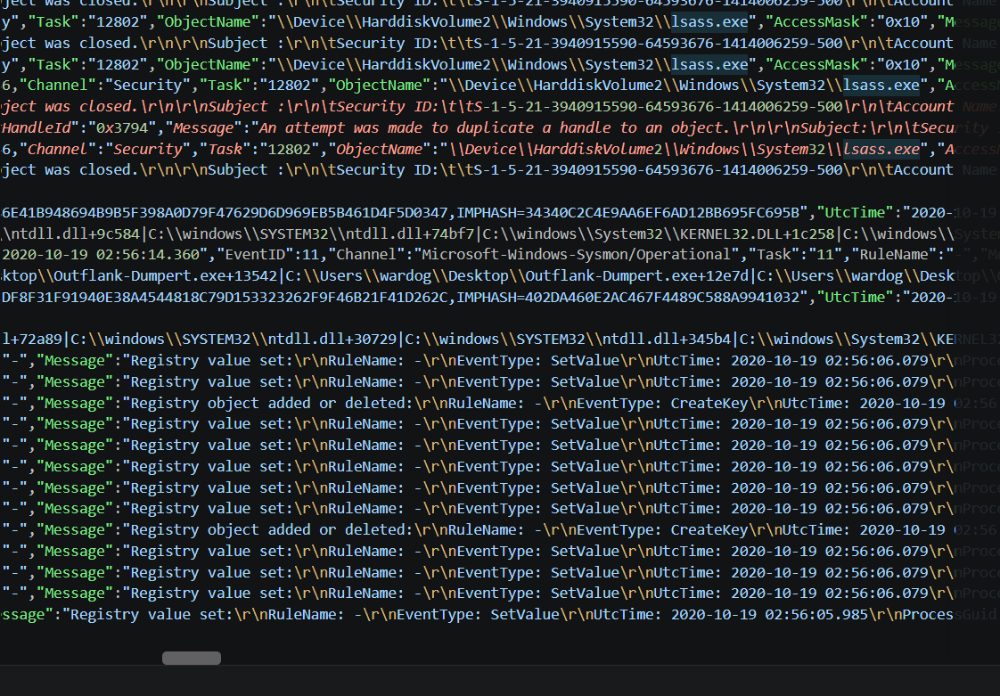 ject was closed.\r\n\r\nSubject :\r\n\tSecurity ID:\t\tS-1-5-21-3940915590-64593676-1414006259-500\r\n\tAccount Name
y","Task":"12802","ObjectName":"\\Device\\HarddiskVolume2\\Windows\\System32\\lsass.exe","AccessMask":"0x10","Messag
ject was closed.\r\n\r\nSubject :\r\n\tSecurity ID:\t\tS-1-5-21-3940915590-64593676-1414006259-500\r\n\tAccount Name
y","Task":"12802","ObjectName":"\\Device\\HarddiskVolume2\\Windows\\System32\\lsass.exe","AccessMask":"0x10","Messag
6,"Channel":"Security","Task":"12802","ObjectName":"\\Device\\HarddiskVolume2\\Windows\\System32\\lsass.exe","Access
ject was closed.\r\n\r\nSubject :\r\n\tSecurity ID:\t\tS-1-5-21-3940915590-64593676-1414006259-500\r\n\tAccount Name
HandleId":"0x3794","Message":"An attempt was made to duplicate a handle to an object.\r\n\r\nSubject:\r\n\tSecurity
6,"Channel":"Security","Task":"12802","ObjectName":"\\Device\\HarddiskVolume2\\Windows\\System32\\lsass.exe","Access
ject was closed.\r\n\r\nSubject :\r\n\tSecurity ID:\t\tS-1-5-21-3940915590-64593676-1414006259-500\r\n\tAccount Name
6E41B948694B9B5F398A0D79F47629D6D969EB5B461D4F5D0347,IMPHASH=34340C2C4E9AA6EF6AD12BB695FC695B","UtcTime":"2020-10-19
\\ntdll.dll+9c584|C:\\windows\\SYSTEM32\\ntdll.dll+74bf7|C:\\windows\\System32\\KERNEL32.DLL+1c258|C:\\windows\\Syste
2020-10-19 02:56:14.360","EventID":11,"Channel":"Microsoft-Windows-Sysmon/Operational","Task":"11","RuleName":"-","Me
ktop\\Outflank-Dumpert.exe+13542|C:\\Users\\wardog\\Desktop\\Outflank-Dumpert.exe+12e7d|C:\\Users\\wardog\\Desktop\\
DF8F31F91940E38A4544818C79D153323262F9F46B21F41D262C,IMPHASH=402DA460E2AC467F4489C588A9941032","UtcTime":"2020-10-19
l+72a89|C:\\windows\\SYSTEM32\\ntdll.dll+30729|C:\\windows\\SYSTEM32\\ntdll.dll+345b4|C:\\windows\\System32\\KERNEL3
"-","Message":"Registry value set:\r\nRuleName: -\r\nEventType: SetValue\r\nUtcTime: 2020-10-19 02:56:06.079\r\nProce
"-","Message":"Registry value set:\r\nRuleName: -\r\nEventType: SetValue\r\nUtcTime: 2020-10-19 02:56:06.079\r\nProce
"-","Message":"Registry object added or deleted:\r\nRuleName: -\r\nEventType: CreateKey\r\nUtcTime: 2020-10-19 02:56
"-","Message":"Registry value set:\r\nRuleName: -\r\nEventType: SetValue\r\nUtcTime: 2020-10-19 02:56:06.079\r\nProce
"-","Message":"Registry value set:\r\nRuleName: -\r\nEventType: SetValue\r\nUtcTime: 2020-10-19 02:56:06.079\r\nProce
"-","Message":"Registry value set:\r\nRuleName: -\r\nEventType: SetValue\r\nUtcTime: 2020-10-19 02:56:06.079\r\nProce
"-","Message":"Registry value set:\r\nRuleName: -\r\nEventType: SetValue\r\nUtcTime: 2020-10-19 02:56:06.079\r\nProce
"-","Message":"Registry value set:\r\nRuleName: -\r\nEventType: SetValue\r\nUtcTime: 2020-10-19 02:56:06.079\r\nProce
"-","Message":"Registry object added or deleted:\r\nRuleName: -\r\nEventType: CreateKey\r\nUtcTime: 2020-10-19 02:56
"-","Message":"Registry value set:\r\nRuleName: -\r\nEventType: SetValue\r\nUtcTime: 2020-10-19 02:56:06.079\r\nProce
"-","Message":"Registry value set:\r\nRuleName: -\r\nEventType: SetValue\r\nUtcTime: 2020-10-19 02:56:06.079\r\nProce
"-","Message":"Registry value set:\r\nRuleName: -\r\nEventType: SetValue\r\nUtcTime: 2020-10-19 02:56:06.079\r\nProce
ssage":"Registry value set:\r\nRuleName: -\r\nEventType: SetValue\r\nUtcTime: 2020-10-19 02:56:05.985\r\nProcessGuid